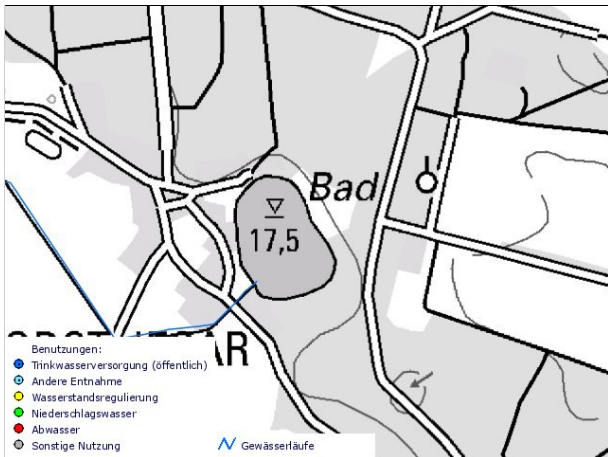 Bad
17,5
Benutzungen:
Trinkwasserversorgung (öffentlich)
Andere Entnahme
Wasserstandsregulierung
Niederschlagswasser
Abwasser
Sonstige Nutzung
Gewässerläufe